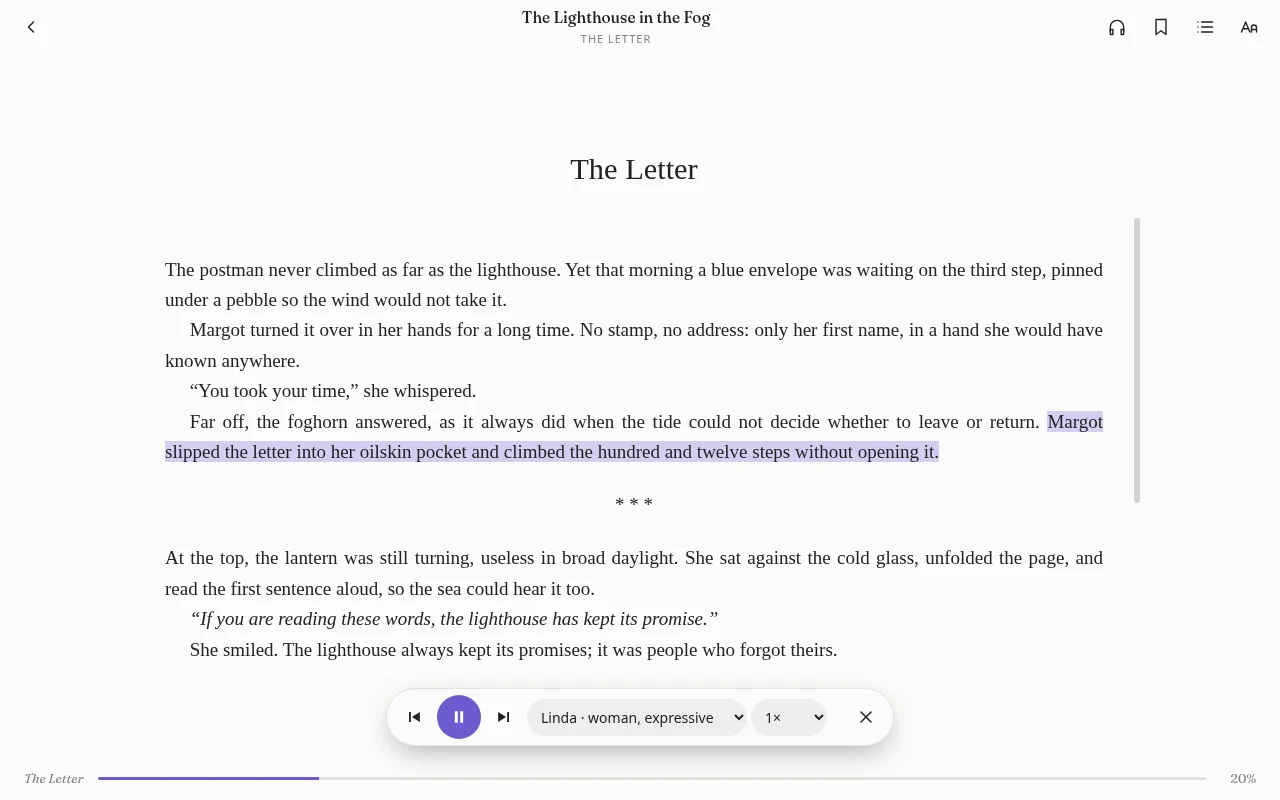 The Lighthouse in the Fog
THE LETTER
The Letter
The postman never climbed as far as the lighthouse. Yet that morning a blue envelope was waiting on the third step, pinned
under a pebble so the wind would not take it.
Margot turned it over in her hands for a long time. No stamp, no address: only her first name, in a hand she would have
known anywhere.
“You took your time,” she whispered.
Far off, the foghorn answered, as it always did when the tide could not decide whether to leave or return. Margot
slipped the letter into her oilskin pocket and climbed the hundred and twelve steps without opening it.
* * *
At the top, the lantern was still turning, useless in broad daylight. She sat against the cold glass, unfolded the page, and
read the first sentence aloud, so the sea could hear it too.
“If you are reading these words, the lighthouse has kept its promise.”
She smiled. The lighthouse always kept its promises; it was people who forgot theirs.
Linda · woman, expressive 1×
The Letter 20%